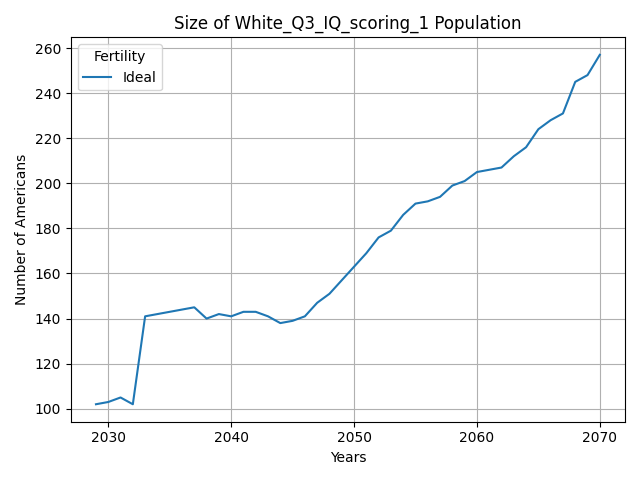 Size of White_Q3_IQ_scoring_1 Population
Fertility
Ideal
260
240
220
200
180
160
140
120
100
Number of Americans
2030
2040
2050
2060
2070
Years